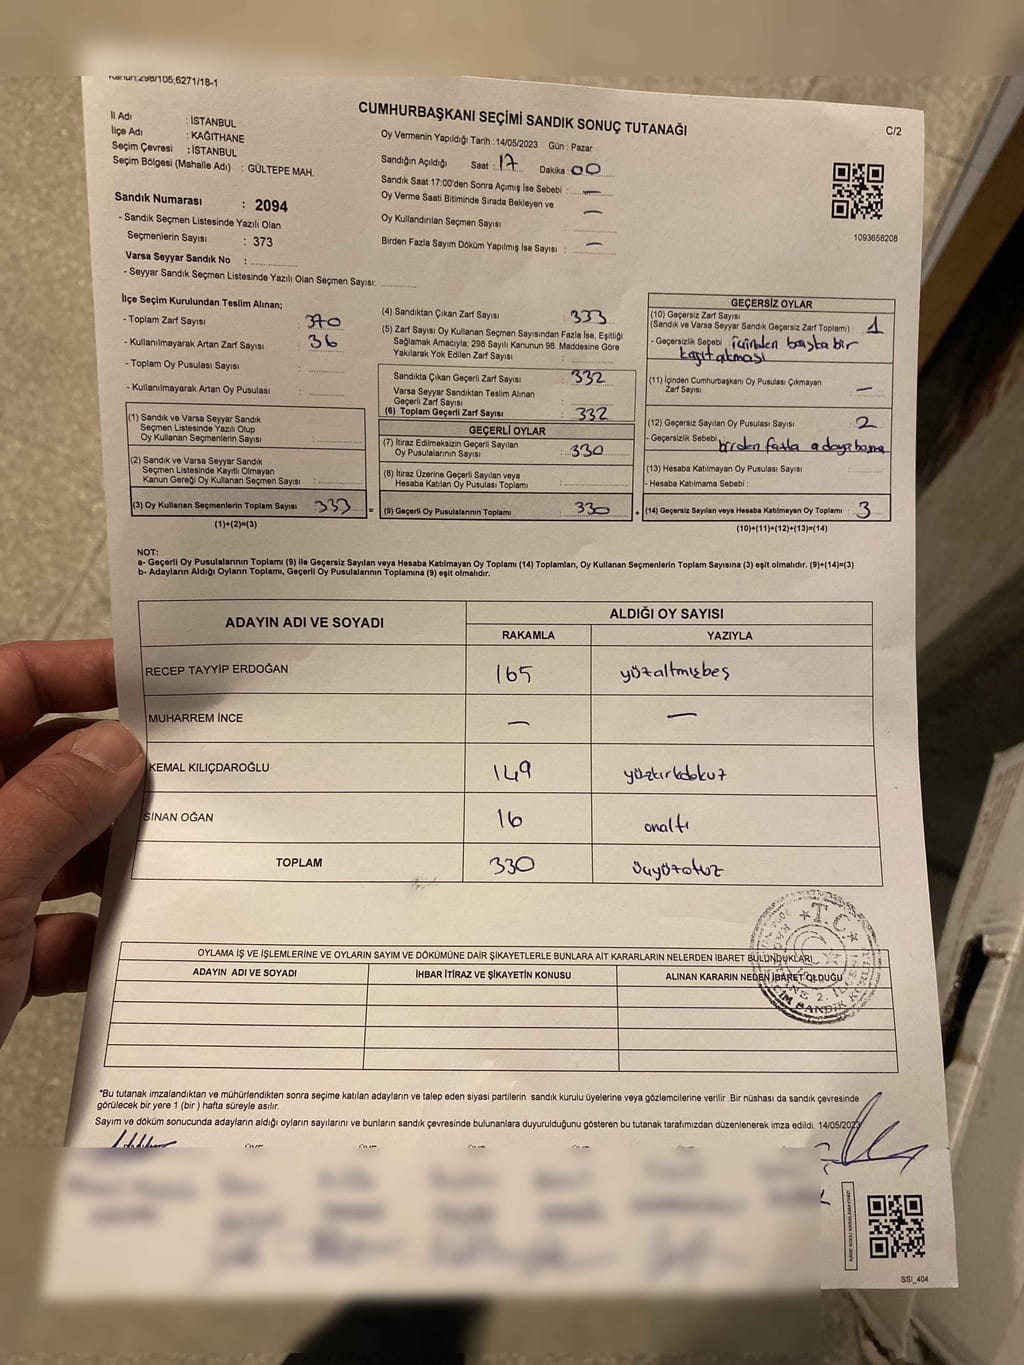 Kanun:298/105,6271/18-1
CUMHURBAŞKANI SEÇİMİ SANDIK SONUÇ TUTANAĞI
C/2
İl Adı : İSTANBUL
İlçe Adı : KAĞITHANE
Seçim Çevresi : İSTANBUL
Seçim Bölgesi (Mahalle Adı) : GÜLTEPE MAH.
Sandık Numarası : 2094
- Sandık Seçmen Listesinde Yazılı Olan
Seçmenlerin Sayısı : 373
Varsa Seyyar Sandık No :
- Seyyar Sandık Seçmen Listesinde Yazılı Olan Seçmen Sayısı:
Oy Vermenin Yapıldığı Tarih : 14/05/2023 Gün : Pazar
Sandığın Açıldığı Saat : 17 Dakika : 00
Sandık Saat 17:00'den Sonra Açımış İse Sebebi : —
Oy Verme Saati Bitiminde Sırada Bekleyen ve —
Oy Kullandırılan Seçmen Sayısı :
Birden Fazla Sayım Döküm Yapılmış İse Sayısı : —
1093658208
İlçe Seçim Kurulundan Teslim Alınan;
- Toplam Zarf Sayısı : 370
- Kullanılmayarak Artan Zarf Sayısı : 36
- Toplam Oy Pusulası Sayısı :
- Kullanılmayarak Artan Oy Pusulası :
(1) Sandık ve Varsa Seyyar Sandık
Seçmen Listesinde Yazılı Olup
Oy Kullanan Seçmenlerin Sayısı :
(2) Sandık ve Varsa Seyyar Sandık
Seçmen Listesinde Kayıtlı Olmayan
Kanun Gereği Oy Kullanan Seçmen Sayısı :
(3) Oy Kullanan Seçmenlerin Toplam Sayısı : 333 =
(1)+(2)=(3)
(4) Sandıktan Çıkan Zarf Sayısı : 333
(5) Zarf Sayısı Oy Kullanan Seçmen Sayısından Fazla İse, Eşitliği
Sağlamak Amacıyla; 298 Sayılı Kanunun 98. Maddesine Göre
Yakılarak Yok Edilen Zarf Sayısı :
Sandıkta Çıkan Geçerli Zarf Sayısı : 332
Varsa Seyyar Sandıktan Teslim Alınan
Geçerli Zarf Sayısı :
(6) Toplam Geçerli Zarf Sayısı : 332
GEÇERLİ OYLAR
(7) İtiraz Edilmeksizin Geçerli Sayılan
Oy Pusulalarının Sayısı : 330
(8) İtiraz Üzerine Geçerli Sayılan veya
Hesaba Katılan Oy Pusulası Toplamı :
(9) Geçerli Oy Pusulalarının Toplamı : 330 +
GEÇERSİZ OYLAR
(10) Geçersiz Zarf Sayısı
(Sandık ve Varsa Seyyar Sandık Geçersiz Zarf Toplamı) : 1
- Geçersizlik Sebebi : içinden başka bir
kağıt çıkması
(11) İçinden Cumhurbaşkanı Oy Pusulası Çıkmayan
Zarf Sayısı : —
(12) Geçersiz Sayılan Oy Pusulası Sayısı : 2
- Geçersizlik Sebebi : birden fazla adaya basma
(13) Hesaba Katılmayan Oy Pusulası Sayısı :
- Hesaba Katılmama Sebebi :
(14) Geçersiz Sayılan veya Hesaba Katılmayan Oy Toplamı : 3
(10)+(11)+(12)+(13)=(14)
NOT:
a- Geçerli Oy Pusulalarının Toplamı (9) ile Geçersiz Sayılan veya Hesaba Katılmayan Oy Toplamı (14) Toplamları, Oy Kullanan Seçmenlerin Toplam Sayısına (3) eşit olmalıdır. (9)+(14)=(3)
b- Adayların Aldığı Oyların Toplamı, Geçerli Oy Pusulalarının Toplamına (9) eşit olmalıdır.
ADAYIN ADI VE SOYADI ALDIĞI OY SAYISI
RAKAMLA YAZIYLA
RECEP TAYYİP ERDOĞAN 165 yüzaltmışbeş
MUHARREM İNCE — —
KEMAL KILIÇDAROĞLU 149 yüzkırkdokuz
SİNAN OĞAN 16 onaltı
TOPLAM 330 üçyüzotuz
OYLAMA İŞ VE İŞLEMLERİNE VE OYLARIN SAYIM VE DÖKÜMÜNE DAİR ŞİKAYETLERLE BUNLARA AİT KARARLARIN NELERDEN İBARET BULUNDUKLARI
ADAYIN ADI VE SOYADI İHBAR İTİRAZ VE ŞİKAYETİN KONUSU ALINAN KARARIN NEDEN İBARET OLDUĞU
T.C.
*Bu tutanak imzalandıktan ve mühürlendikten sonra seçime katılan adayların ve talep eden siyasi partilerin sandık kurulu üyelerine veya gözlemcilerine verilir .Bir nüshası da sandık çevresinde
görülecek bir yere 1 (bir ) hafta süreyle asılır.
Sayım ve döküm sonucunda adayların aldığı oyların sayılarını ve bunların sandık çevresinde bulunanlara duyurulduğunu gösteren bu tutanak tarafımızdan düzenlenerek imza edildi. 14/05/2023
SSİ_404